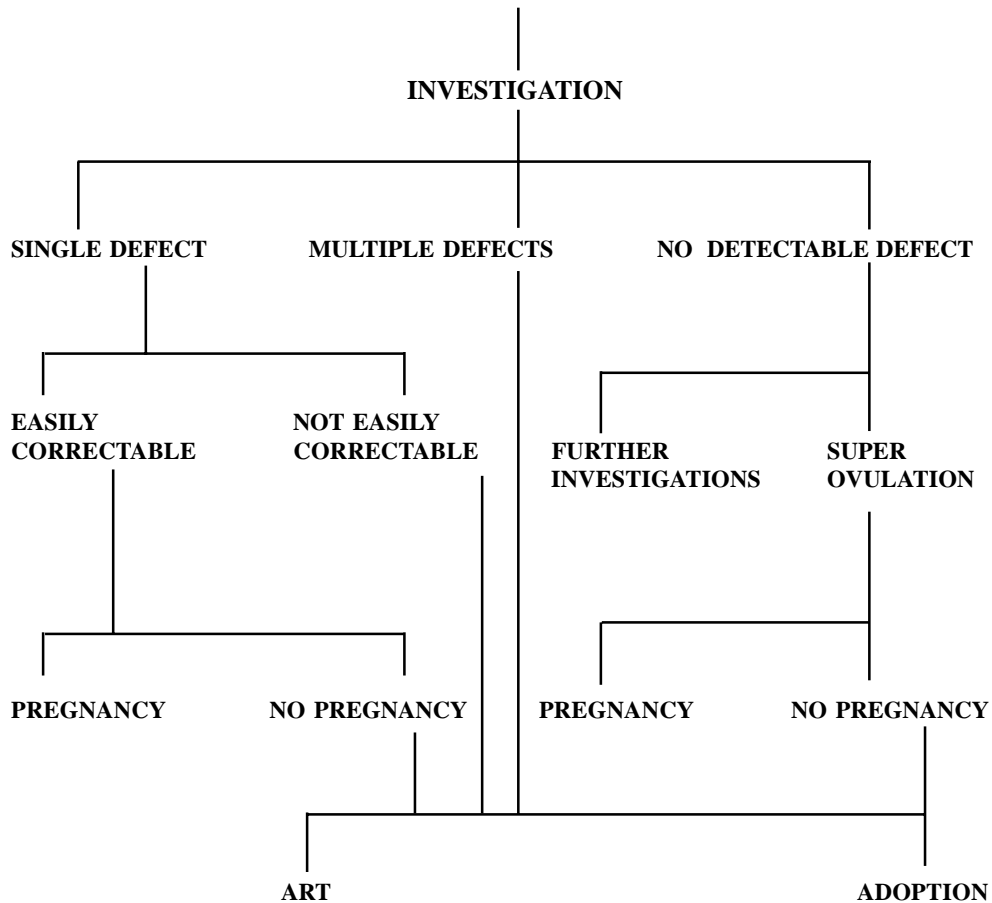 INVESTIGATION
SINGLE DEFECT
MULTIPLE DEFECTS
NO DETECTABLE DEFECT
EASILY
CORRECTABLE
NOT EASILY
CORRECTABLE
FURTHER
INVESTIGATIONS
SUPER
OVULATION
PREGNANCY
NO PREGNANCY
PREGNANCY
NO PREGNANCY
ART
ADOPTION